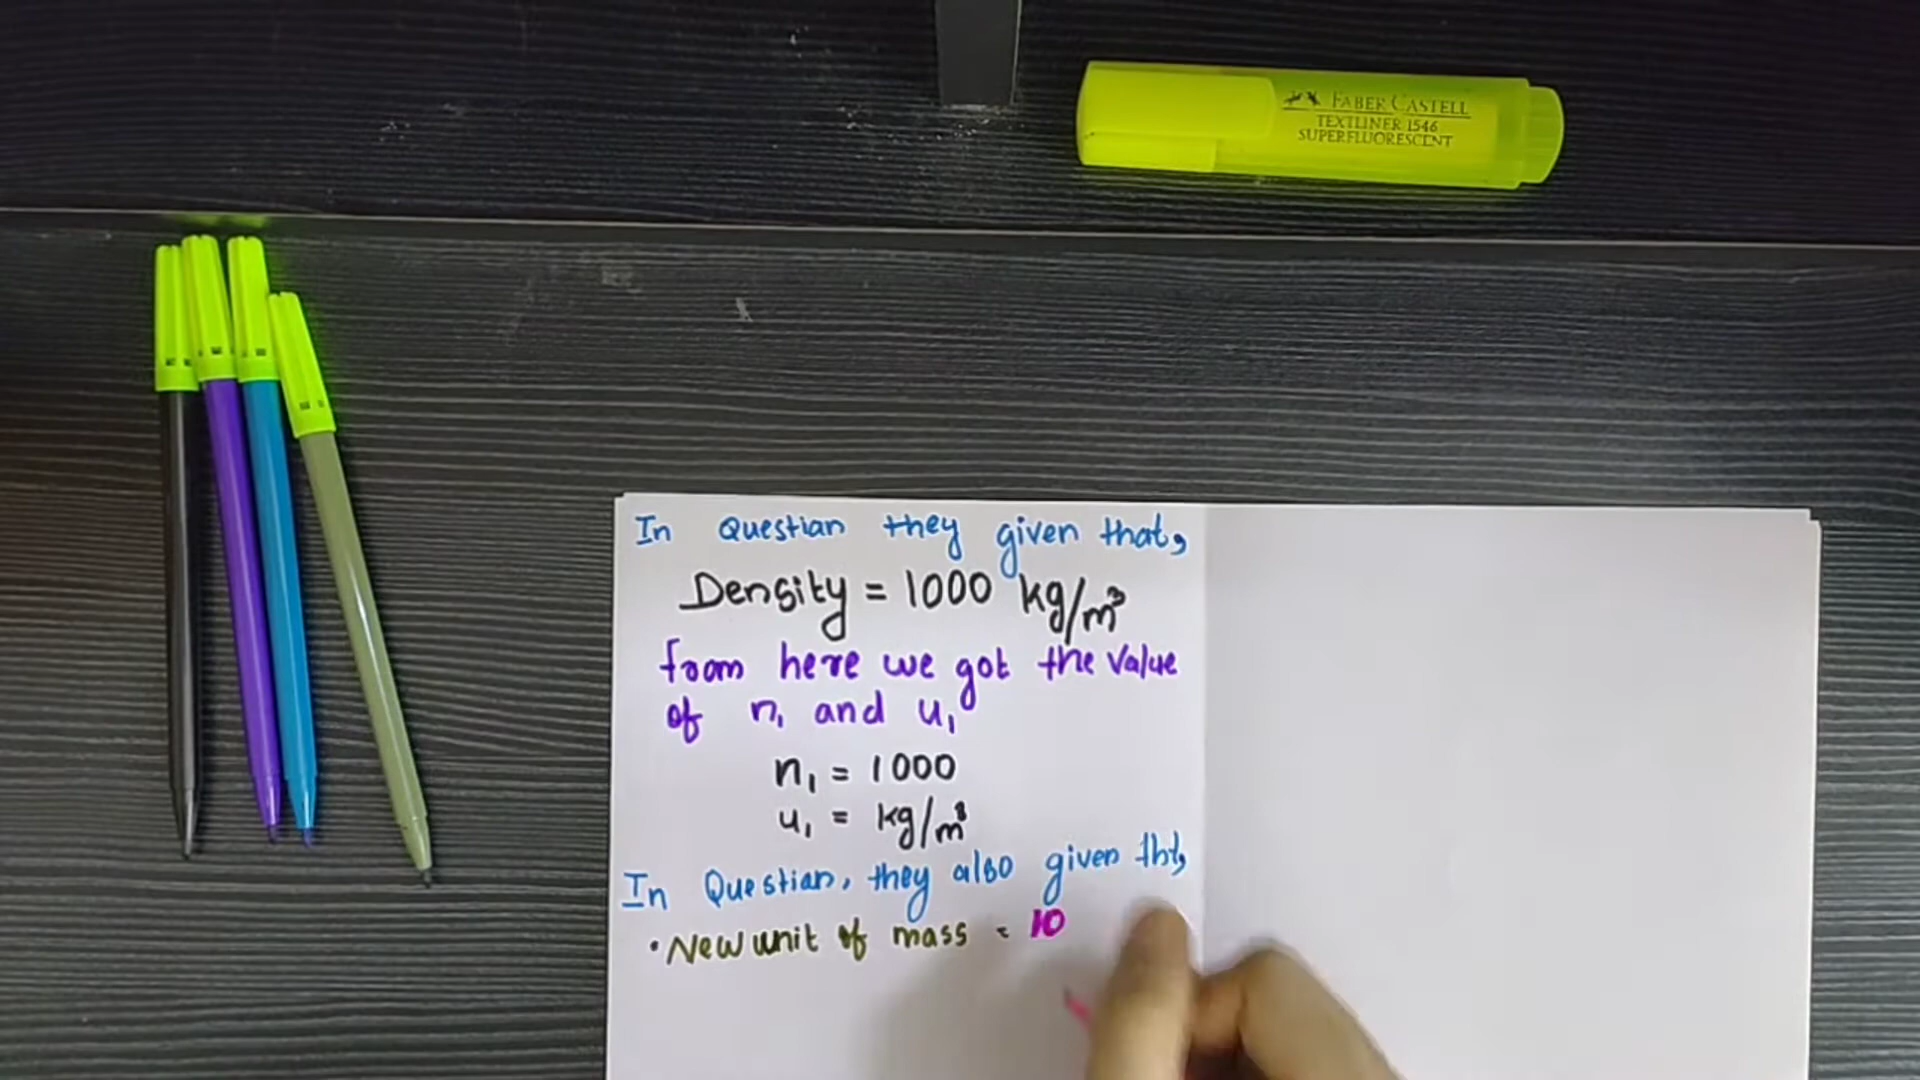 FABER CASTELL
TEXTLINER 1546
SUPERFLUORESCENT
In Questian they given that,
Density = 1000 kg/m³
from here we got the value
of n₁ and u₁
n₁ = 1000
u₁ = kg/m³
In Questian, they also given tht,
• New unit of mass = 10